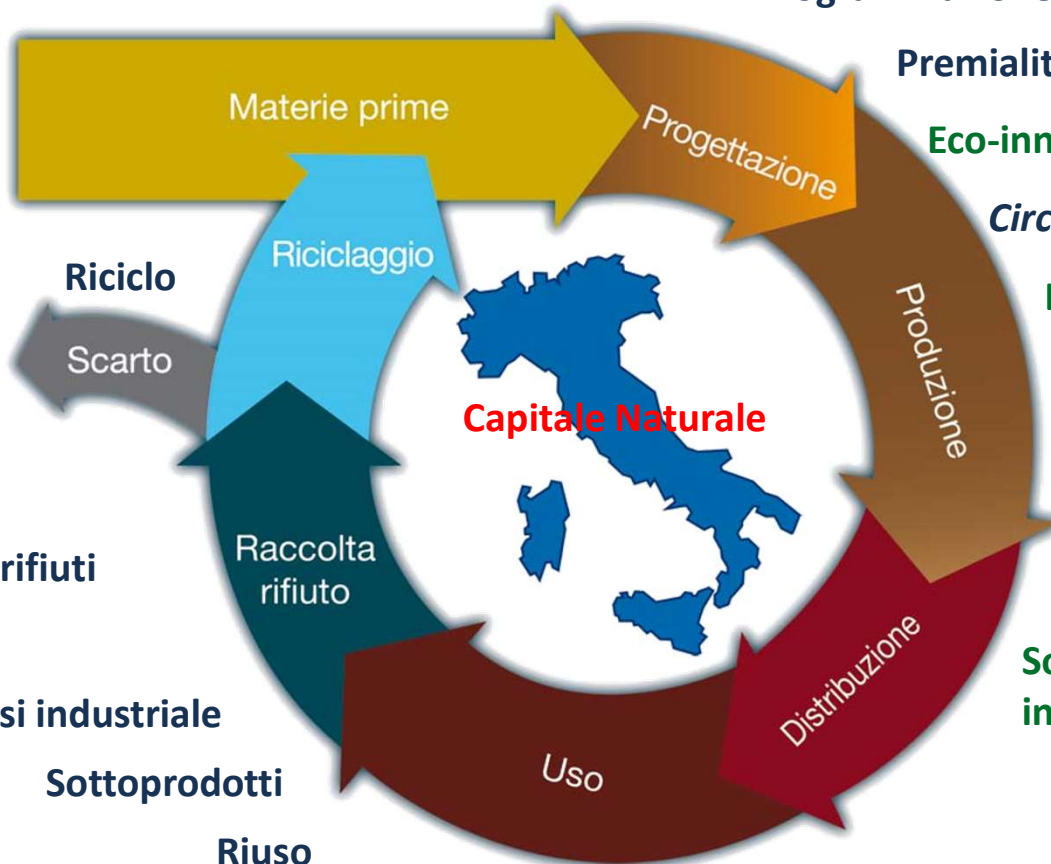 Premialit
Materie prime
Progettazione
Eco-inn
Circ
Riciclaggio
Riciclo
Produzione
Scarto
Capitale Naturale
Raccolta
rifiuto
rifiuti
Distribuzione
in
si industriale
Uso
Sottoprodotti
Riuso